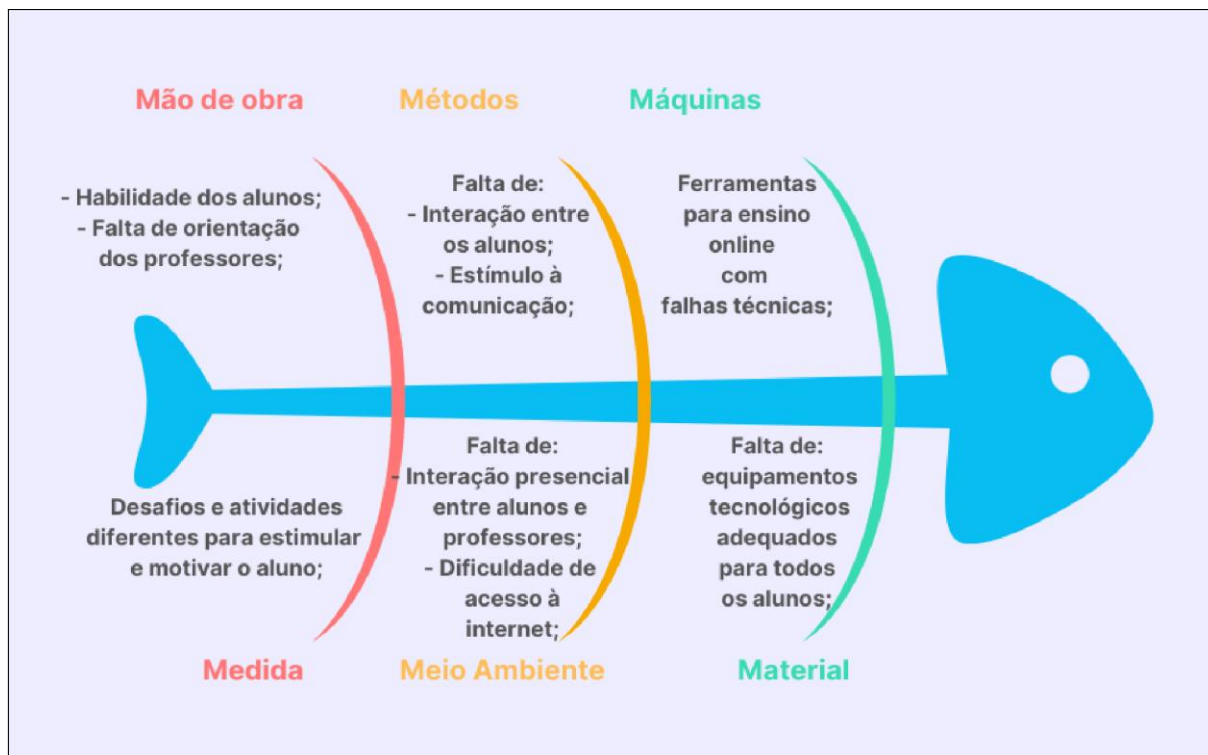 Mão de obra
Métodos
Máquinas
- Habilidade dos alunos;
- Falta de orientação
dos professores;
Falta de:
- Interação entre
os alunos;
- Estímulo à
comunicação;
Ferramentas
para ensino
online
com
falhas técnicas;
Desafios e atividades
diferentes para estimular
e motivar o aluno;
Falta de:
- Interação presencial
entre alunos e
professores;
- Dificuldade de
acesso à
internet;
Falta de:
equipamentos
tecnológicos
adequados
para todos
os alunos;
Medida
Meio Ambiente
Material